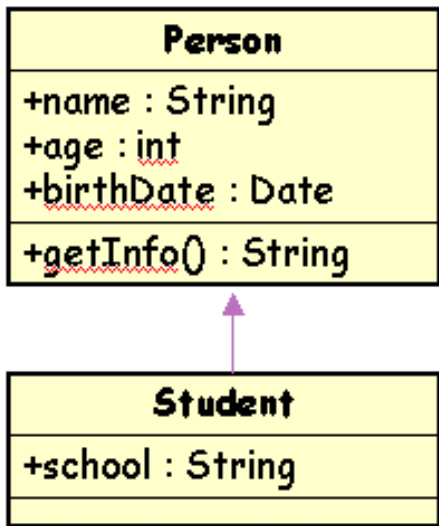 Person
+name : String
+age : int
+birthDate : Date
+getInfo() : String
Student
+school : String